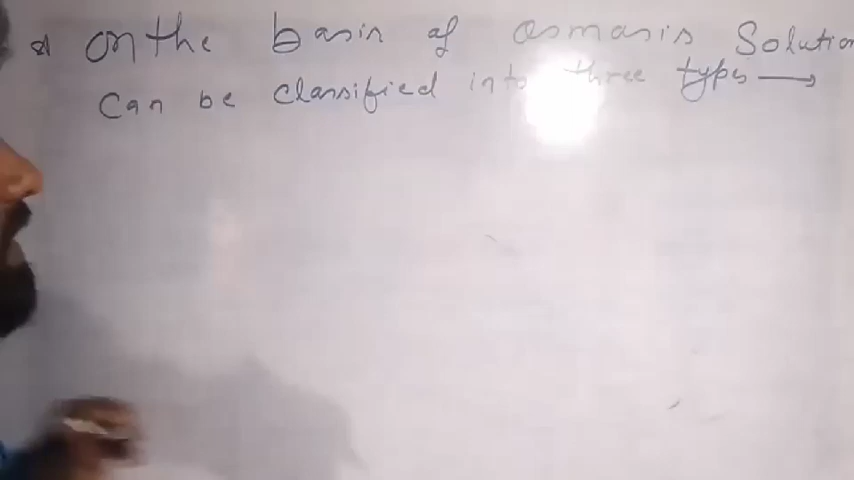 On the basis of osmosis Solution
Can be classified into three types →